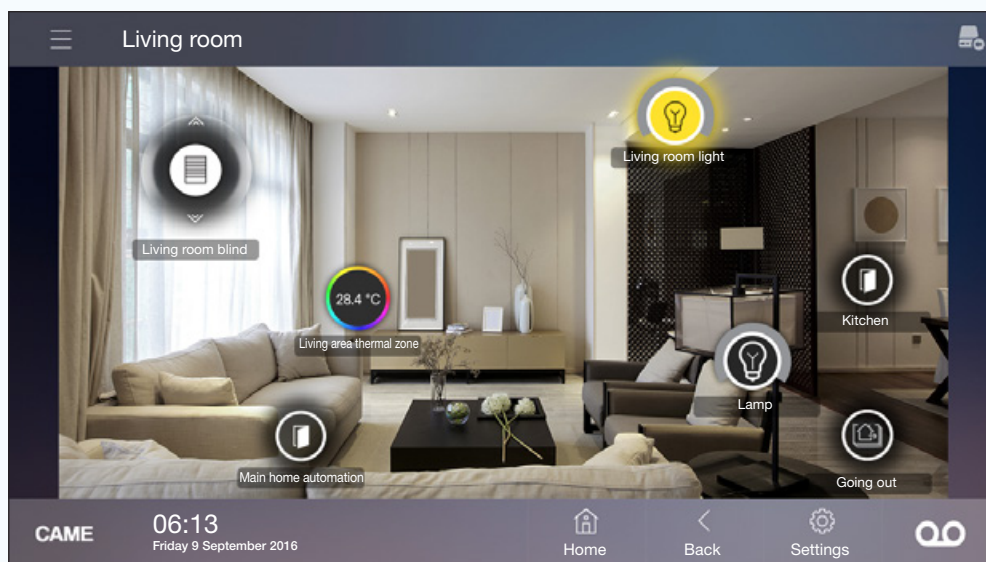 Living room
Living room light
Living room blind
28.4 °C
Kitchen
Living area thermal zone
Lamp
Main home automation
Going out
CAME
06:13
Friday 9 September 2016
Home
Back
Settings